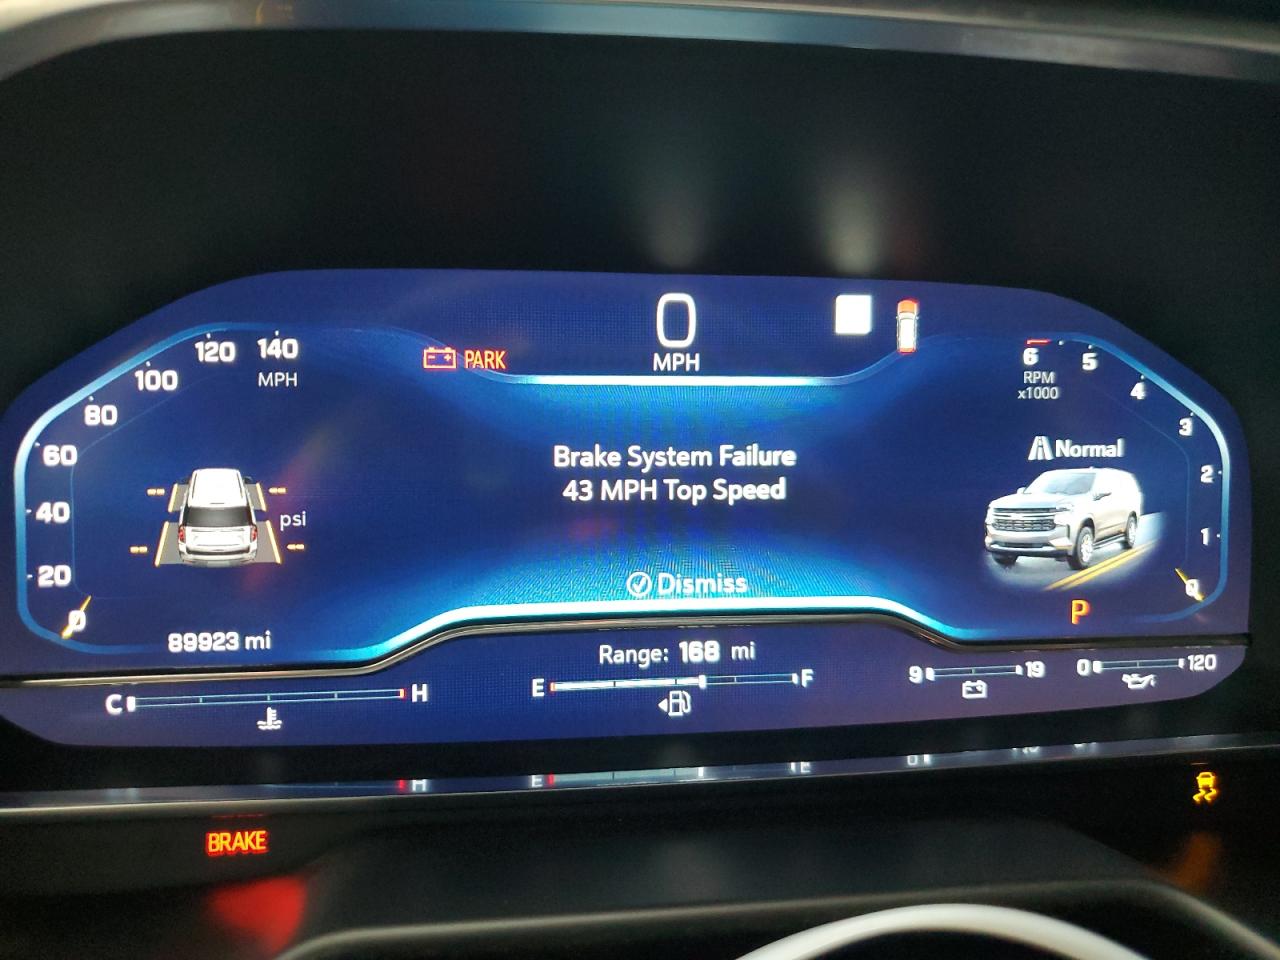 0
MPH
PARK
120
140
MPH
100
80
60
40
20
0
psi
89923 mi
Brake System Failure
43 MPH Top Speed
Dismiss
6
5
RPM
x1000
4
3
2
1
0
Normal
P
Range: 168 mi
C H
E F
9 19
0 120
H E
BRAKE